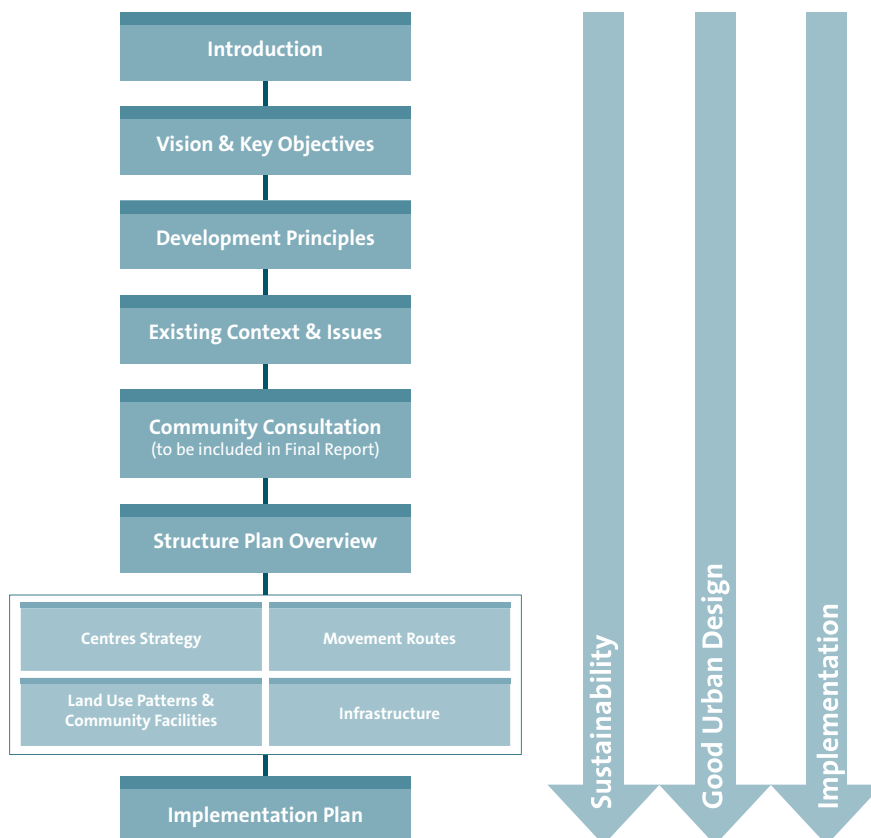 Introduction
Vision & Key Objectives
Development Principles
Existing Context & Issues
Community Consultation
(to be included in Final Report)
Structure Plan Overview
Centres Strategy
Movement Routes
Land Use Patterns &
Community Facilities
Infrastructure
Implementation Plan
Sustainability
Good Urban Design
Implementation